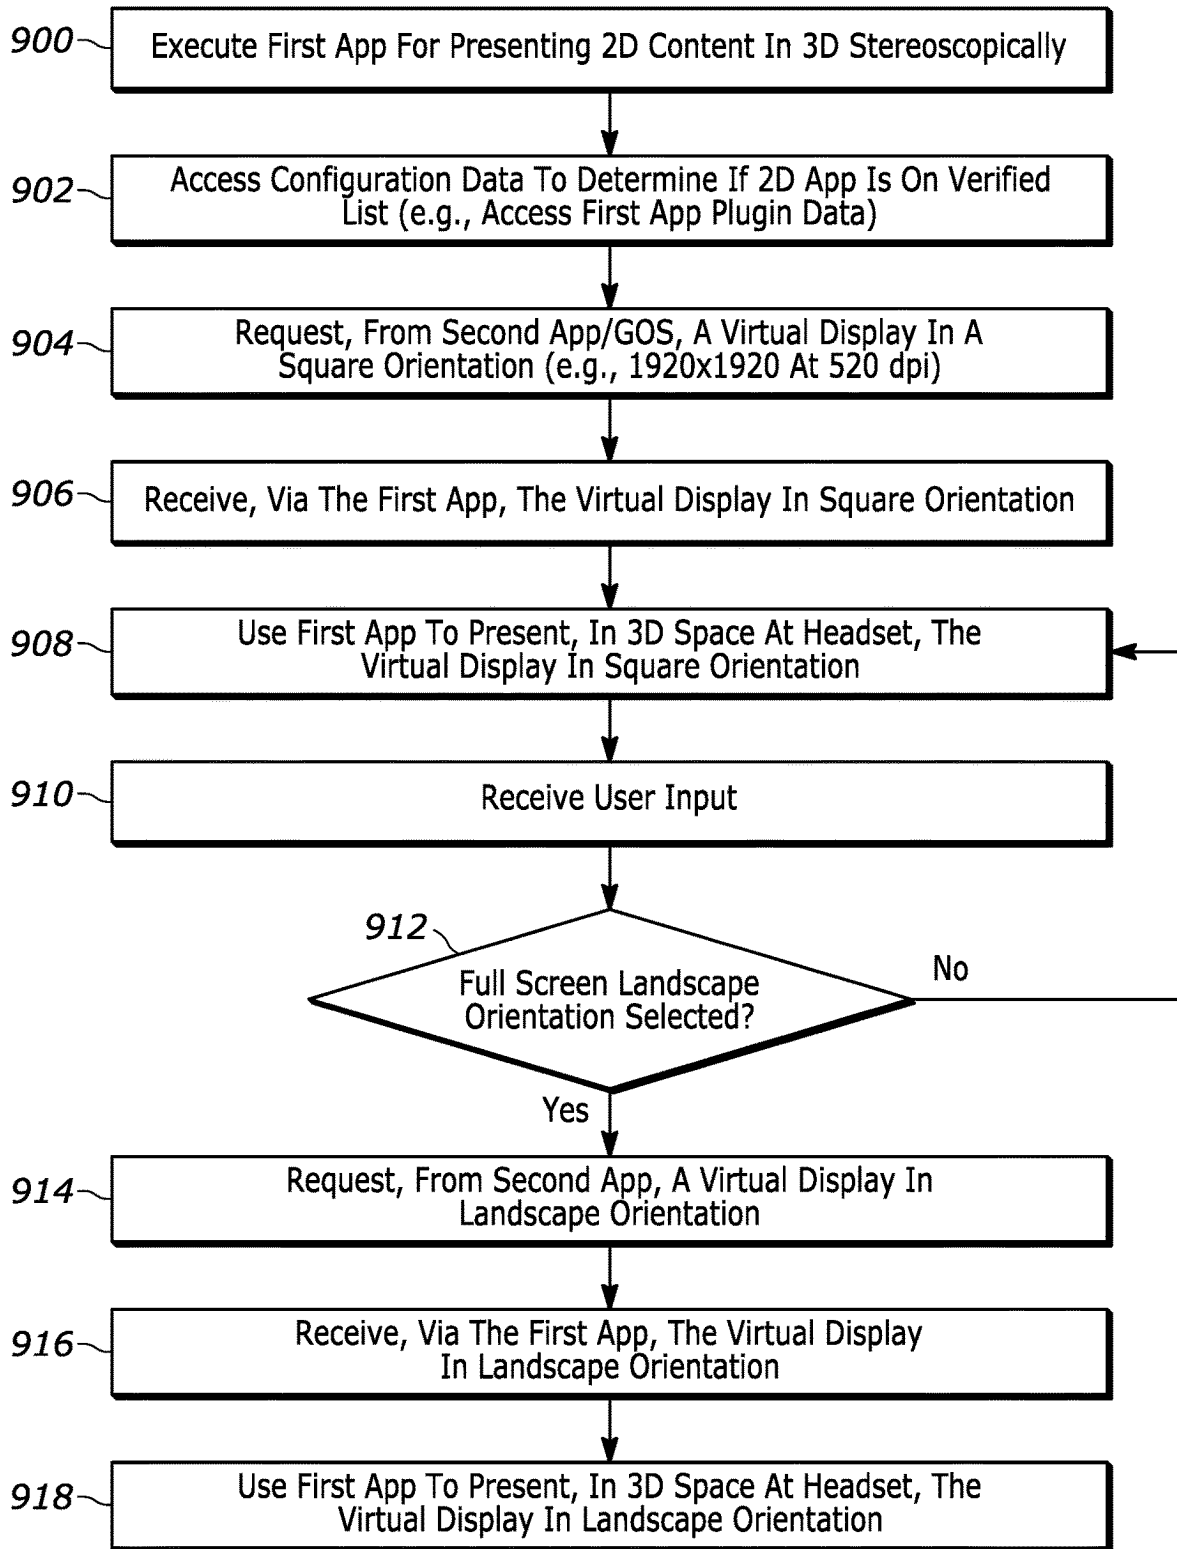 900
Execute First App For Presenting 2D Content In 3D Stereoscopically
902
Access Configuration Data To Determine If 2D App Is On Verified
List (e.g., Access First App Plugin Data)
904
Request, From Second App/GOS, A Virtual Display In A
Square Orientation (e.g., 1920x1920 At 520 dpi)
906
Receive, Via The First App, The Virtual Display In Square Orientation
908
Use First App To Present, In 3D Space At Headset, The
Virtual Display In Square Orientation
910
Receive User Input
912
Full Screen Landscape
Orientation Selected?
No
Yes
914
Request, From Second App, A Virtual Display In
Landscape Orientation
916
Receive, Via The First App, The Virtual Display
In Landscape Orientation
918
Use First App To Present, In 3D Space At Headset, The
Virtual Display In Landscape Orientation